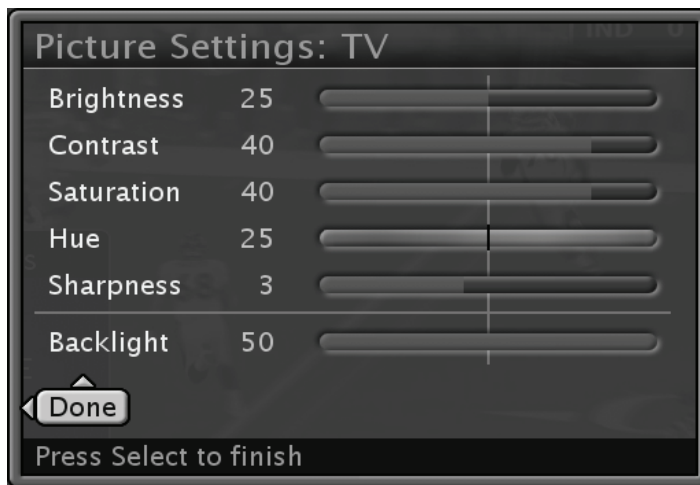 Picture Settings: TV
Brightness 25
Contrast 40
Saturation 40
Hue 25
Sharpness 3
Backlight 50
Done
Press Select to finish